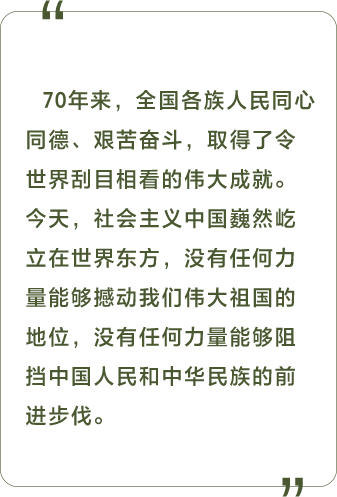 “
70年来，全国各族人民同心
同德、艰苦奋斗，取得了令
世界刮目相看的伟大成就。
今天，社会主义中国巍然屹
立在世界东方，没有任何力
量能够撼动我们伟大祖国的
地位，没有任何力量能够阻
挡中国人民和中华民族的前
进步伐。
”